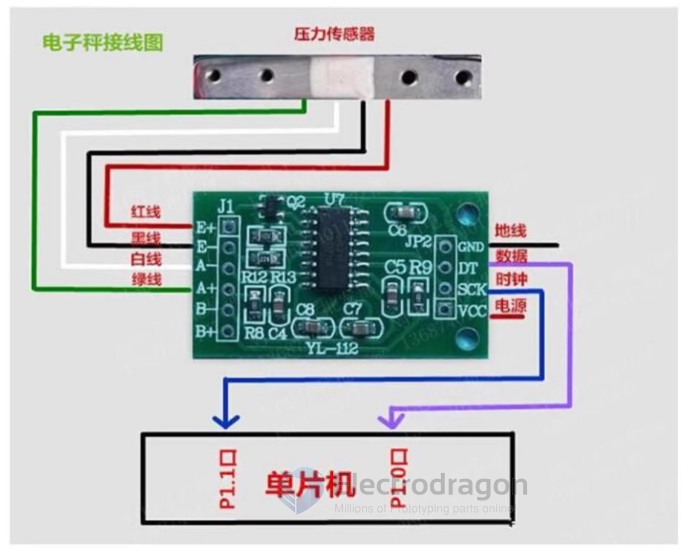 电子秤接线图
压力传感器
红线
黑线
白线
绿线
J1
Q2
U7
E+
E-
A-
A+
B-
B+
R12 R13
R8 C4
C8
C7
YL-112
C6
JP2
C5 R9
GND
DT
SCK
VCC
地线
数据
时钟
电源
P1.1口
单片机
P1.0口
Electrodragon
Millions of Prototyping parts online